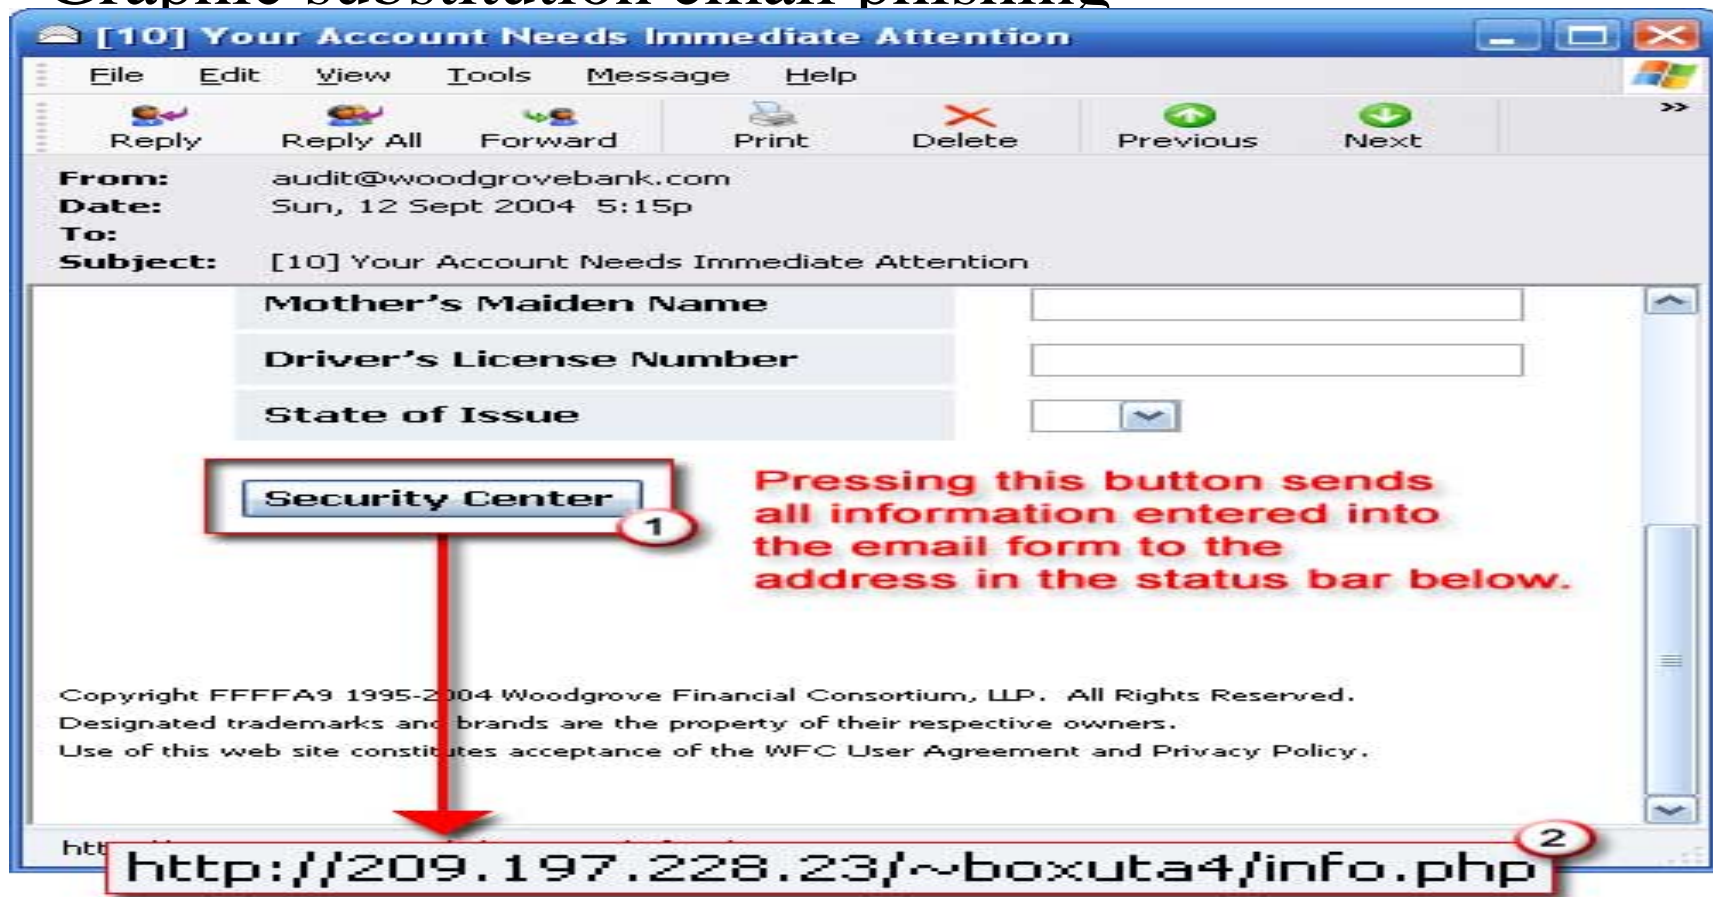 Graphic substitution email phishing
[10] Your Account Needs Immediate Attention
File Edit View Tools Message Help
Reply Reply All Forward Print Delete Previous Next »
From: audit@woodgrovebank.com
Date: Sun, 12 Sept 2004 5:15p
To:
Subject: [10] Your Account Needs Immediate Attention
Mother's Maiden Name
Driver's License Number
State of Issue
Security Center
1
Pressing this button sends
all information entered into
the email form to the
address in the status bar below.
Copyright FFFFA9 1995-2004 Woodgrove Financial Consortium, LLP. All Rights Reserved.
Designated trademarks and brands are the property of their respective owners.
Use of this web site constitutes acceptance of the WFC User Agreement and Privacy Policy.
htt
2
http://209.197.228.23/~boxuta4/info.php